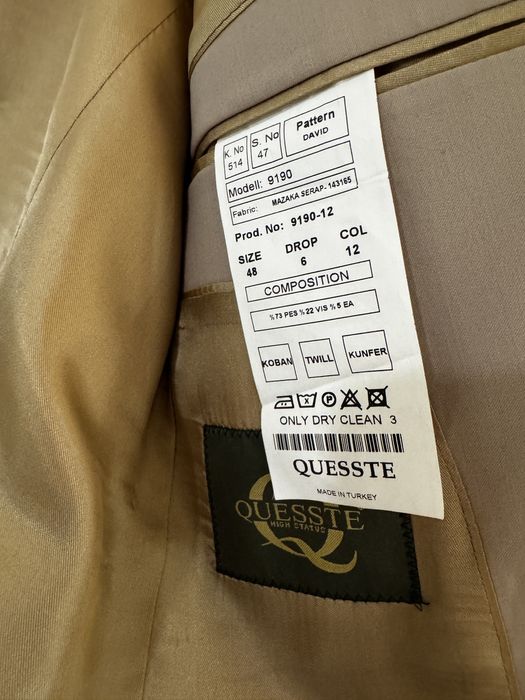 K. No
514
S. No
47
Pattern
DAVID
Modell: 9190
Fabric: MAZAKA SERAP- 143165
Prod. No: 9190-12
SIZE DROP COL
48 6 12
COMPOSITION
%73 PES %22 VIS %5 EA
KOBAN TWILL KUNFER
ONLY DRY CLEAN 3
QUESSTE
MADE IN TURKEY
QUESSTE
HIGH STATUS